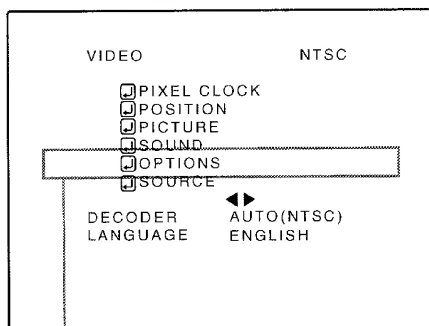 VIDEO NTSC
PIXEL CLOCK
POSITION
PICTURE
SOUND
OPTIONS
SOURCE
DECODER AUTO(NTSC)
LANGUAGE ENGLISH